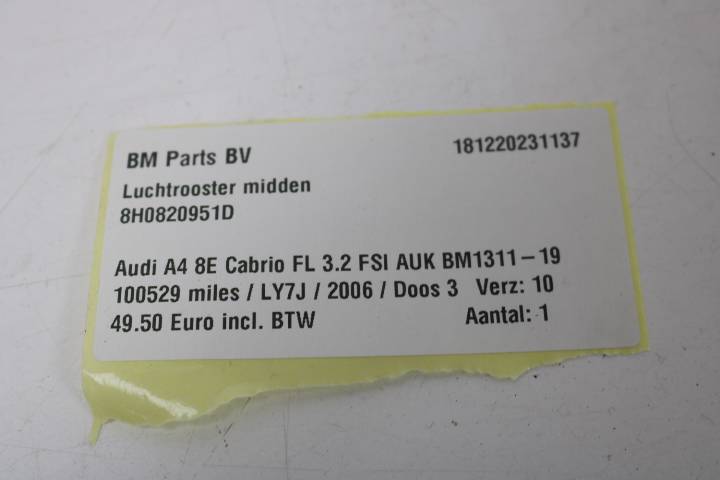 BM Parts BV 181220231137
Luchtrooster midden
8H0820951D
Audi A4 8E Cabrio FL 3.2 FSI AUK BM1311-19
100529 miles / LY7J / 2006 / Doos 3 Verz: 10
49.50 Euro incl. BTW Aantal: 1